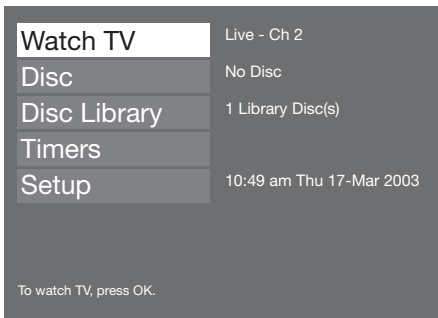 Watch TV
Live - Ch 2
Disc
No Disc
Disc Library
1 Library Disc(s)
Timers
Setup
10:49 am Thu 17-Mar 2003
To watch TV, press OK.